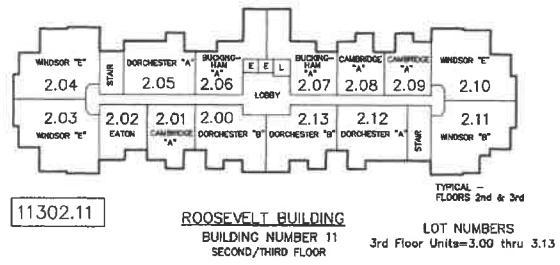 WINDSOR "E"
2.04
STAIR
DORCHESTER "A"
2.05
BUCKING-
HAM
"A"
2.06
E E L
LOBBY
BUCKING-
HAM
"A"
2.07
CAMBRIDGE
"A"
2.08
CAMBRIDGE
"A"
2.09
WINDSOR "E"
2.10
2.03
WINDSOR "E"
2.02
EATON
2.01
CAMBRIDGE
"A"
2.00
DORCHESTER "B"
2.13
DORCHESTER "B"
2.12
DORCHESTER "A"
STAIR
2.11
WINDSOR "B"
TYPICAL –
FLOORS 2nd & 3rd
11302.11
ROOSEVELT BUILDING
BUILDING NUMBER 11
SECOND/THIRD FLOOR
LOT NUMBERS
3rd Floor Units=3.00 thru 3.13